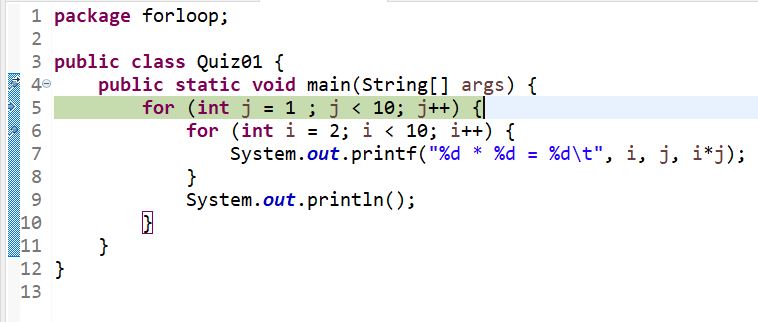 1 package forloop;
2
3 public class Quiz01 {
4     public static void main(String[] args) {
5         for (int j = 1 ; j < 10; j++) {
6             for (int i = 2; i < 10; i++) {
7                 System.out.printf("%d * %d = %d\t", i, j, i*j);
8             }
9             System.out.println();
10         }
11     }
12 }
13